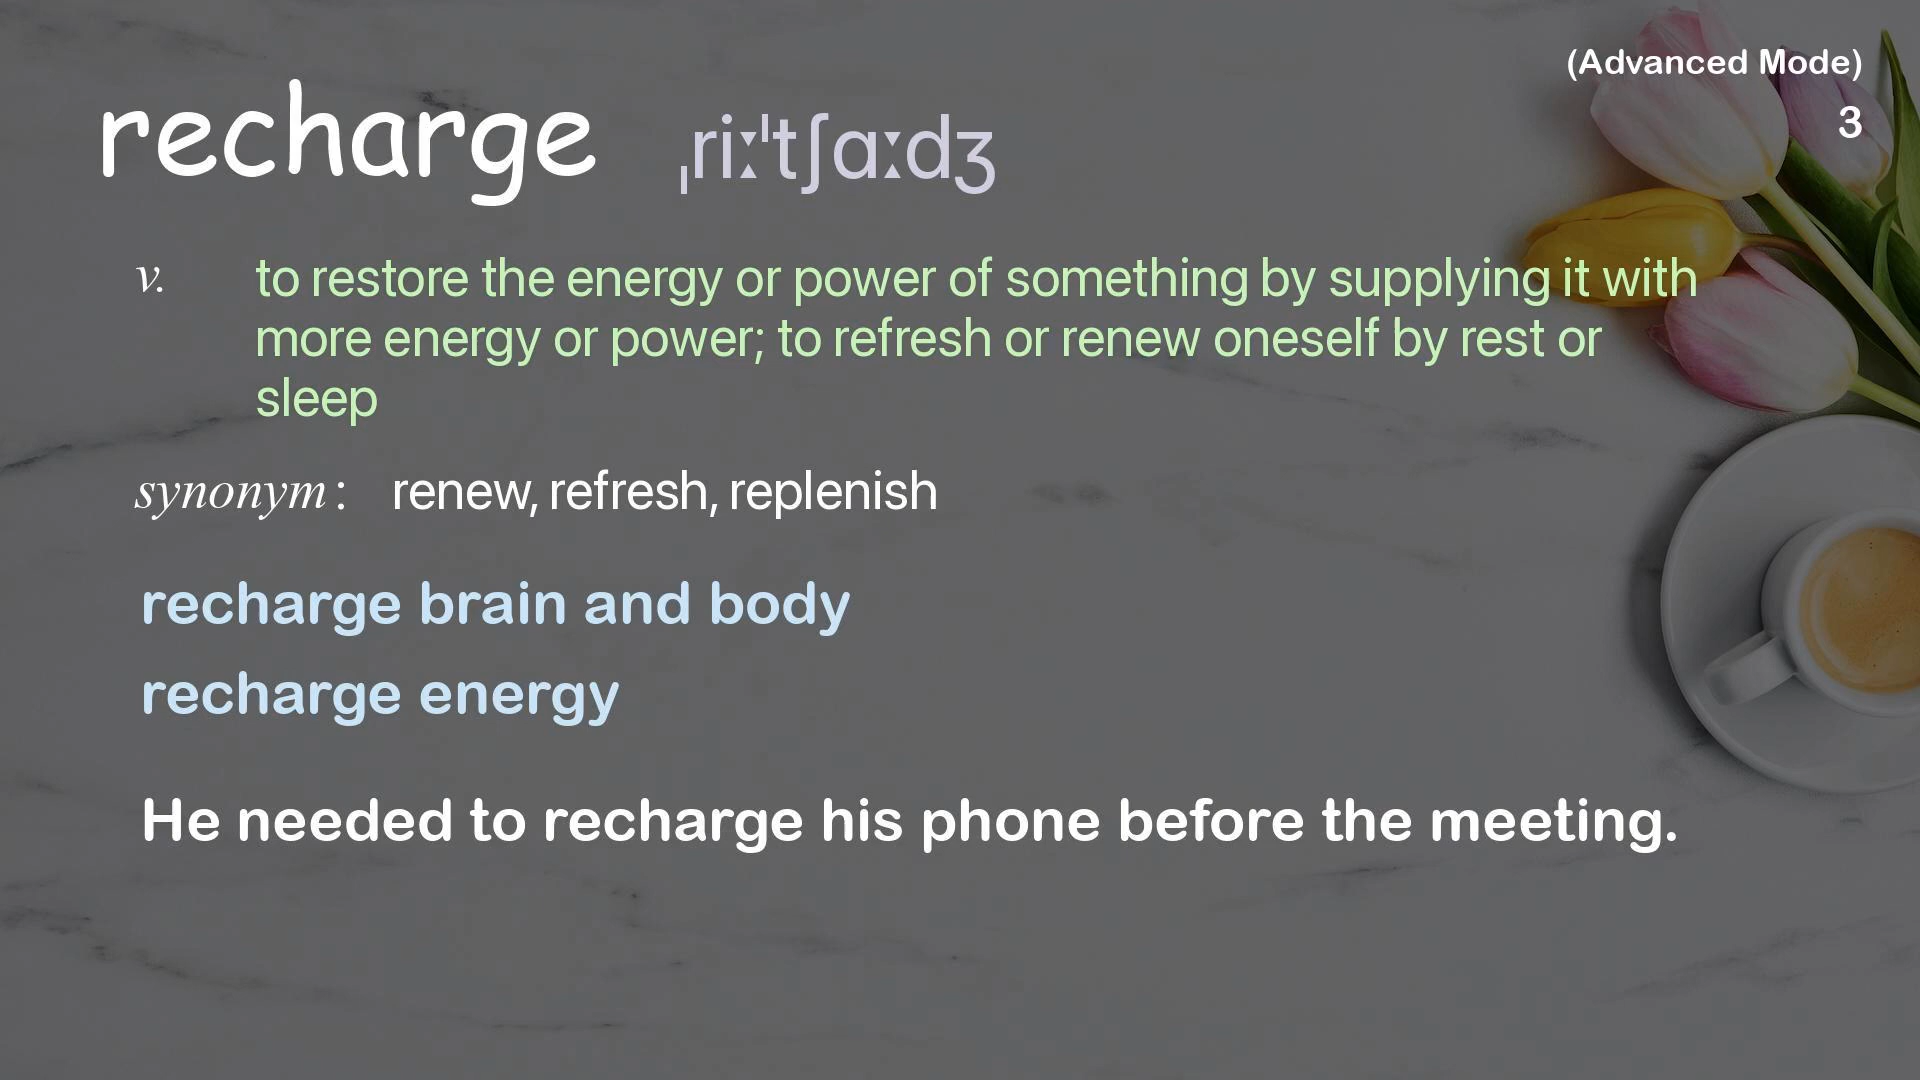 (Advanced Mode)
3
recharge ˌriːˈtʃɑːdʒ
v. to restore the energy or power of something by supplying it with
more energy or power; to refresh or renew oneself by rest or
sleep
synonym: renew, refresh, replenish
recharge brain and body
recharge energy
He needed to recharge his phone before the meeting.